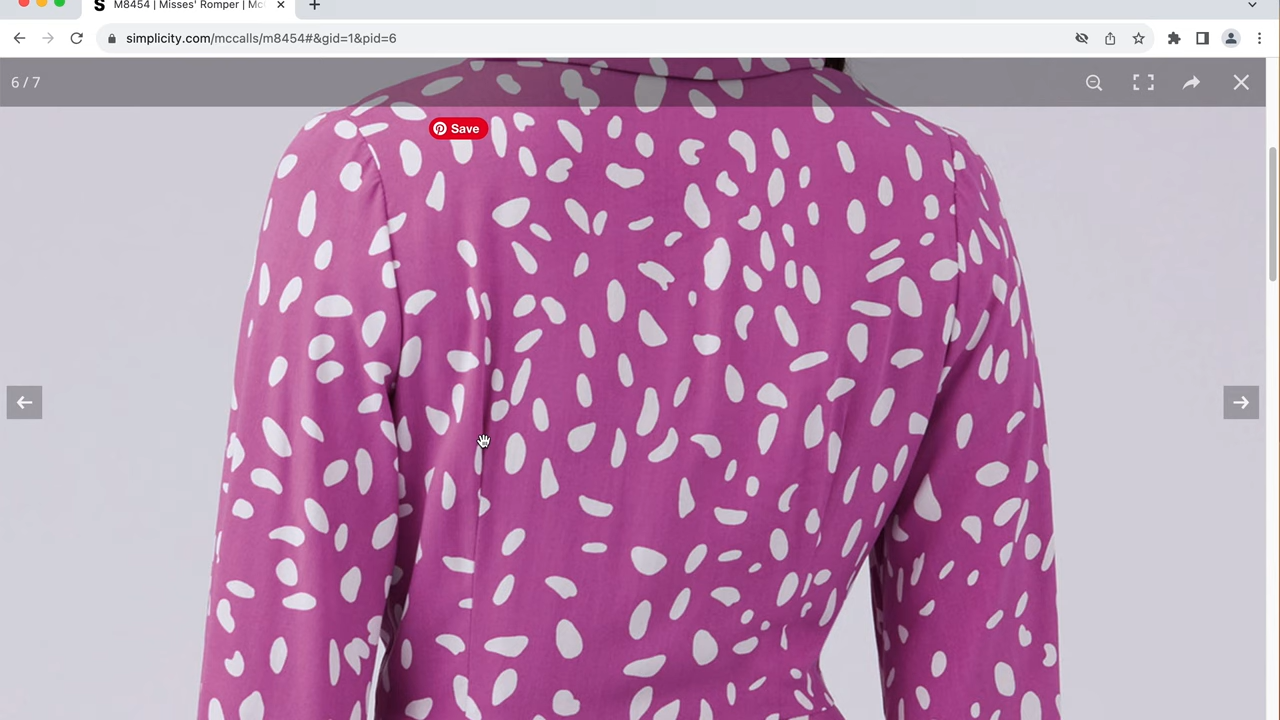 M8454 | Misses' Romper | Mc
simplicity.com/mccalls/m8454#&gid=1&pid=6
6 / 7
Save